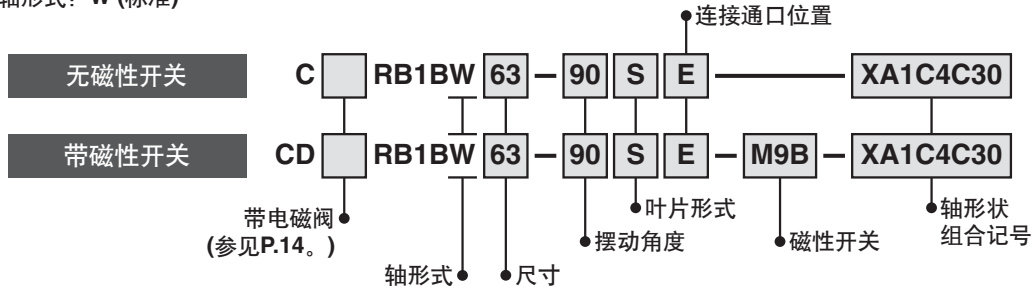 轴形式：W (标准)
连接通口位置
无磁性开关 C RB1BW 63 — 90 S E — XA1C4C30
带磁性开关 CD RB1BW 63 — 90 S E — M9B — XA1C4C30
带电磁阀
(参见P.14。)
轴形式
尺寸
摆动角度
叶片形式
磁性开关
轴形状
组合记号